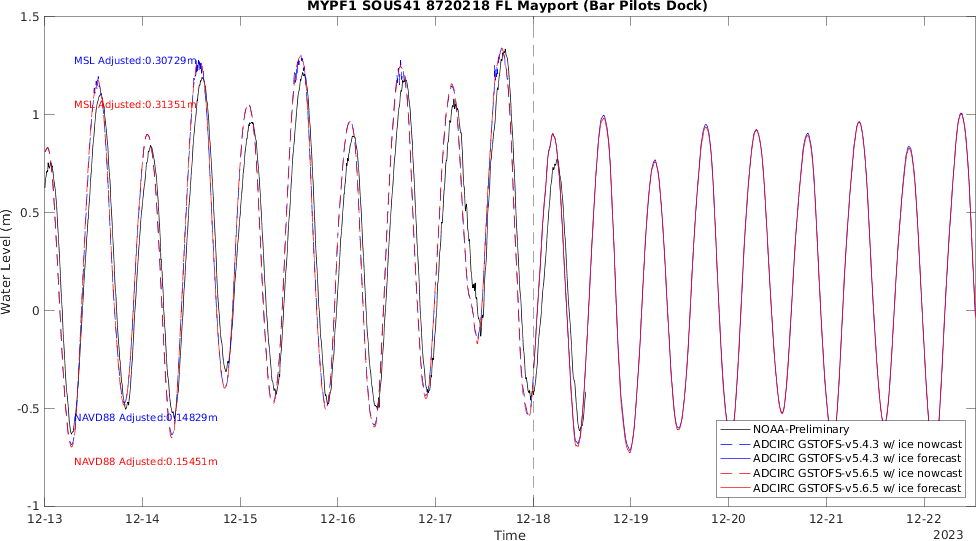 MYPF1 SOUS41 8720218 FL Mayport (Bar Pilots Dock)
1.5
1
0.5
0
-0.5
-1
Water Level (m)
MSL Adjusted:0.30729m
MSL Adjusted:0.31351m
NAVD88 Adjusted:0.14829m
NAVD88 Adjusted:0.15451m
NOAA-Preliminary
ADCIRC GSTOFS-v5.4.3 w/ ice nowcast
ADCIRC GSTOFS-v5.4.3 w/ ice forecast
ADCIRC GSTOFS-v5.6.5 w/ ice nowcast
ADCIRC GSTOFS-v5.6.5 w/ ice forecast
12-13 12-14 12-15 12-16 12-17 12-18 12-19 12-20 12-21 12-22
Time
2023